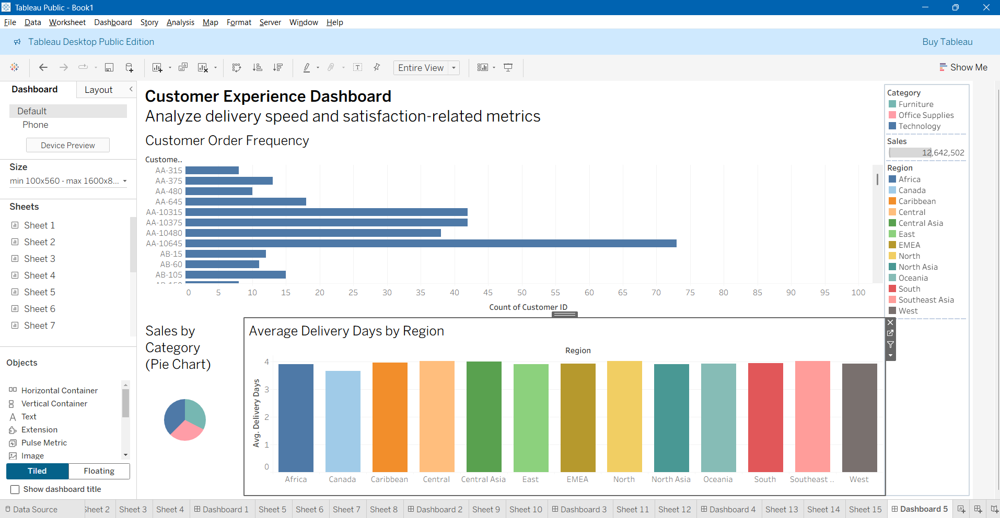 Tableau Public - Book1
File Data Worksheet Dashboard Story Analysis Map Format Server Window Help
Tableau Desktop Public Edition Buy Tableau
Entire View Show Me
Dashboard Layout
Default
Phone
Device Preview
Size
min 100x560 - max 1600x8...
Sheets
Sheet 1
Sheet 2
Sheet 3
Sheet 4
Sheet 5
Sheet 6
Sheet 7
Objects
Horizontal Container
Vertical Container
Text
Extension
Pulse Metric
Image
Tiled Floating
Show dashboard title
Customer Experience Dashboard
Analyze delivery speed and satisfaction-related metrics
Customer Order Frequency
Custome..
AA-315
AA-375
AA-480
AA-645
AA-10315
AA-10375
AA-10480
AA-10645
AB-15
AB-60
AB-105
0 5 10 15 20 25 30 35 40 45 50 55 60 65 70 75 80 85 90 95 100
Count of Customer ID
Sales by
Category
(Pie Chart)
Average Delivery Days by Region
Region
Avg. Delivery Days
4
3
2
1
0
Africa Canada Caribbean Central Central Asia East EMEA North North Asia Oceania South Southeast .. West
Category
Furniture
Office Supplies
Technology
Sales
12,642,502
Region
Africa
Canada
Caribbean
Central
Central Asia
East
EMEA
North
North Asia
Oceania
South
Southeast Asia
West
Data Source Sheet 2 Sheet 3 Sheet 4 Dashboard 1 Sheet 5 Sheet 6 Sheet 7 Sheet 8 Dashboard 2 Sheet 9 Sheet 10 Dashboard 3 Sheet 11 Sheet 12 Dashboard 4 Sheet 13 Sheet 14 Sheet 15 Dashboard 5